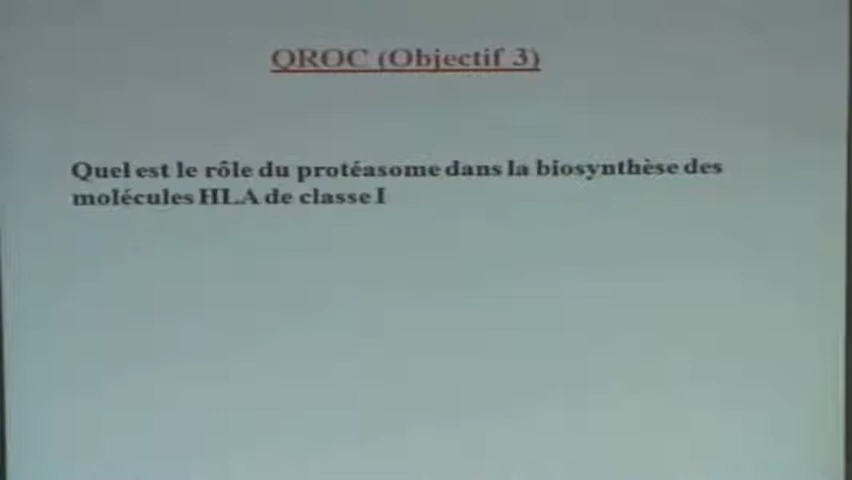 QROC (Objectif 3)
Quel est le rôle du protéasome dans la biosynthèse des
molécules HLA de classe I